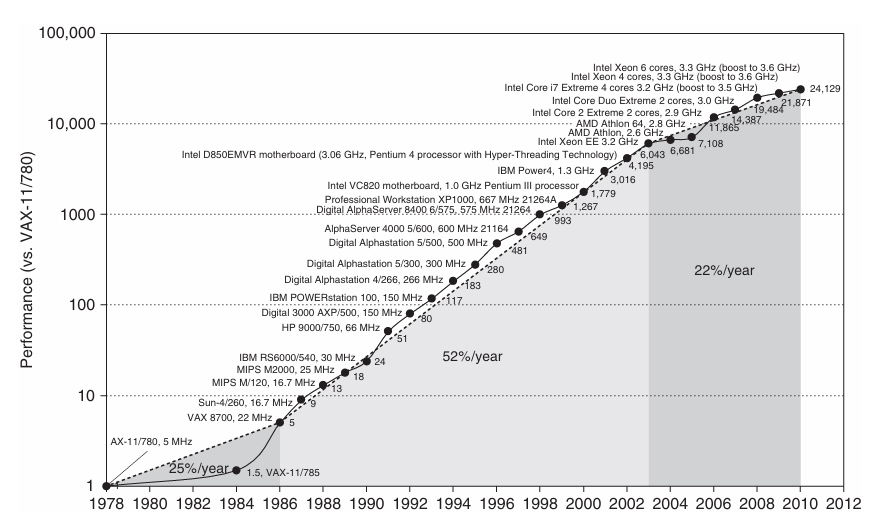 100,000
10,000
1000
100
10
1
Performance (vs. VAX-11/780)
Intel Xeon 6 cores, 3.3 GHz (boost to 3.6 GHz)
Intel Xeon 4 cores, 3.3 GHz (boost to 3.6 GHz)
Intel Core i7 Extreme 4 cores 3.2 GHz (boost to 3.5 GHz)
24,129
Intel Core Duo Extreme 2 cores, 3.0 GHz
21,871
19,484
Intel Core 2 Extreme 2 cores, 2.9 GHz
14,387
AMD Athlon 64, 2.8 GHz
11,865
AMD Athlon, 2.6 GHz
7,108
Intel Xeon EE 3.2 GHz
6,681
6,043
Intel D850EMVR motherboard (3.06 GHz, Pentium 4 processor with Hyper-Threading Technology)
4,195
IBM Power4, 1.3 GHz
3,016
Intel VC820 motherboard, 1.0 GHz Pentium III processor
1,779
Professional Workstation XP1000, 667 MHz 21264A
1,267
Digital AlphaServer 8400 6/575, 575 MHz 21264
993
AlphaServer 4000 5/600, 600 MHz 21164
649
Digital Alphastation 5/500, 500 MHz
481
Digital Alphastation 5/300, 300 MHz
280
Digital Alphastation 4/266, 266 MHz
183
IBM POWERstation 100, 150 MHz
117
Digital 3000 AXP/500, 150 MHz
80
HP 9000/750, 66 MHz
51
IBM RS6000/540, 30 MHz
24
MIPS M2000, 25 MHz
18
MIPS M/120, 16.7 MHz
13
Sun-4/260, 16.7 MHz
9
VAX 8700, 22 MHz
5
AX-11/780, 5 MHz
1.5, VAX-11/785
25%/year
52%/year
22%/year
1978 1980 1982 1984 1986 1988 1990 1992 1994 1996 1998 2000 2002 2004 2006 2008 2010 2012